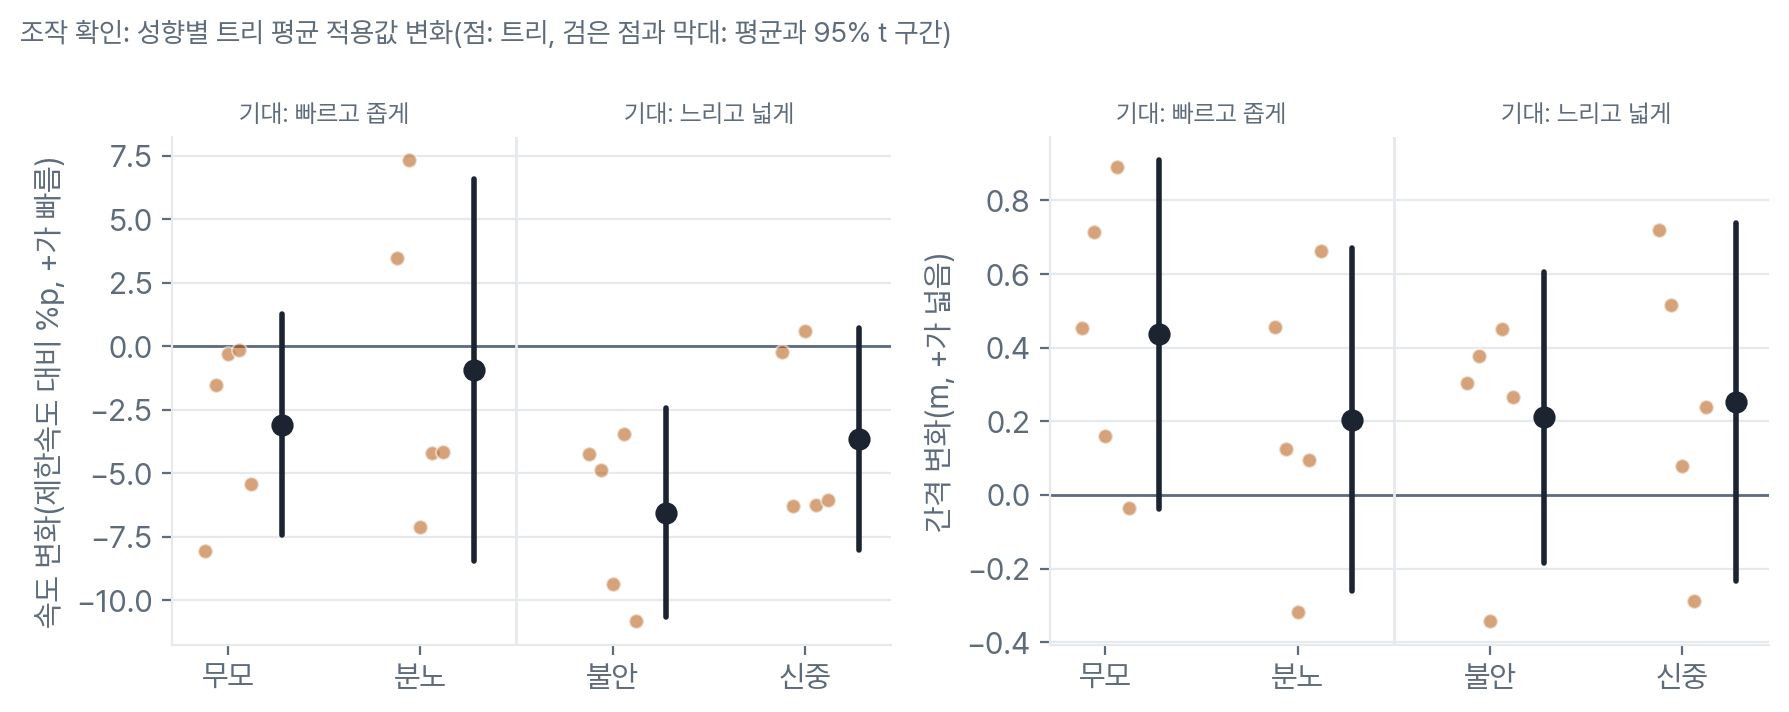 조작 확인: 성향별 트리 평균 적용값 변화(점: 트리, 검은 점과 막대: 평균과 95% t 구간)
기대: 빠르고 좁게
기대: 느리고 넓게
속도 변화(제한속도 대비 %p, +가 빠름)
7.5
5.0
2.5
0.0
−2.5
−5.0
−7.5
−10.0
무모
분노
불안
신중
기대: 빠르고 좁게
기대: 느리고 넓게
간격 변화(m, +가 넓음)
0.8
0.6
0.4
0.2
0.0
−0.2
−0.4
무모
분노
불안
신중